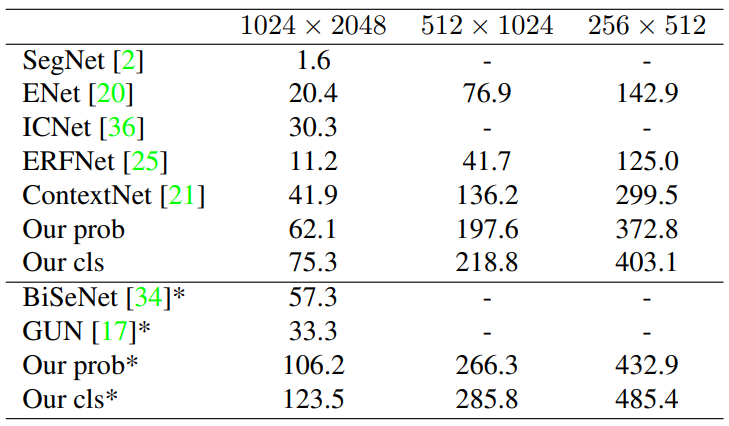 1024 × 2048 512 × 1024 256 × 512
SegNet [2] 1.6 - -
ENet [20] 20.4 76.9 142.9
ICNet [36] 30.3 - -
ERFNet [25] 11.2 41.7 125.0
ContextNet [21] 41.9 136.2 299.5
Our prob 62.1 197.6 372.8
Our cls 75.3 218.8 403.1
BiSeNet [34]* 57.3 - -
GUN [17]* 33.3 - -
Our prob* 106.2 266.3 432.9
Our cls* 123.5 285.8 485.4